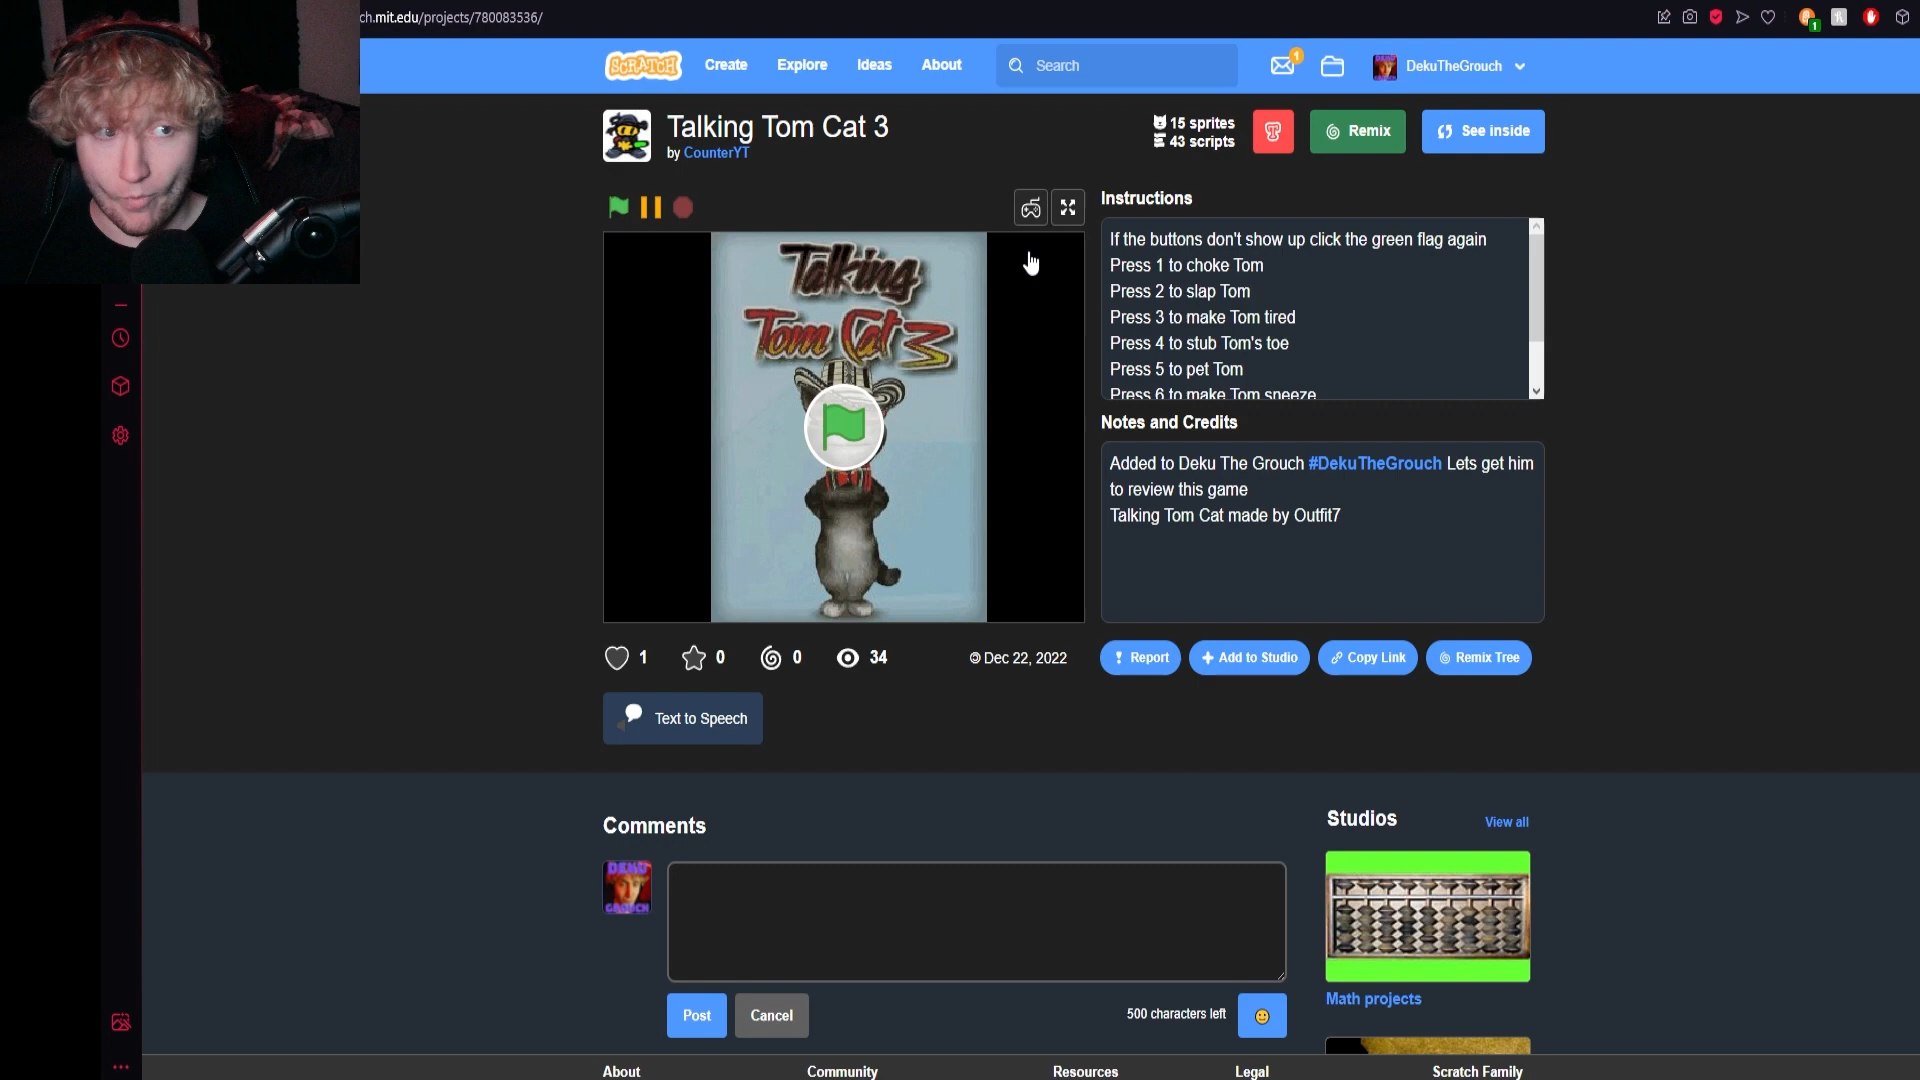 ch.mit.edu/projects/780083536/
SCRATCH
Create
Explore
Ideas
About
Search
1
DekuTheGrouch
1
Talking Tom Cat 3
by CounterYT
15 sprites
43 scripts
Remix
See inside
Talking
Tom Cat 3
Instructions
If the buttons don't show up click the green flag again
Press 1 to choke Tom
Press 2 to slap Tom
Press 3 to make Tom tired
Press 4 to stub Tom's toe
Press 5 to pet Tom
Press 6 to make Tom sneeze
Notes and Credits
Added to Deku The Grouch #DekuTheGrouch Lets get him
to review this game
Talking Tom Cat made by Outfit7
1
0
0
34
© Dec 22, 2022
Report
Add to Studio
Copy Link
Remix Tree
Text to Speech
Comments
DEKU
GROUCH
Post
Cancel
500 characters left
Studios
View all
Math projects
About
Community
Resources
Legal
Scratch Family